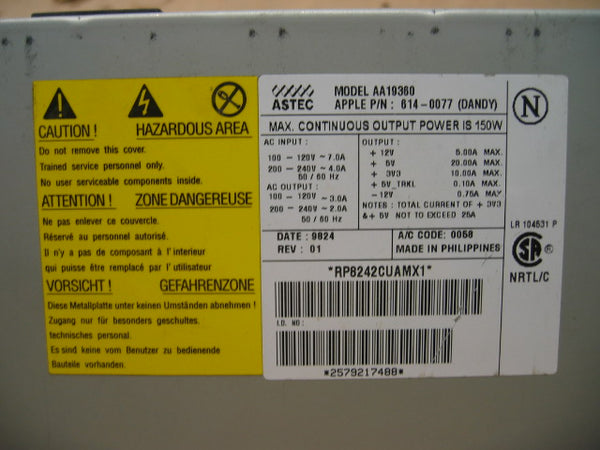 CAUTION ! HAZARDOUS AREA
Do not remove this cover.
Trained service personnel only.
No user serviceable components inside.
ATTENTION ! ZONE DANGEREUSE
Ne pas enlever ce couvercle.
Réservé au personnel autorisé.
Il n'y a pas de composants à l'interieur
qui puisse être remplacé par l'utilisateur
VORSICHT ! GEFAHRENZONE
Diese Metallplatte unter keinen Umständen abnehmen !
Zugang nur für besonders geschultes,
technisches personal.
Es sind keine vom Benutzer zu bedienende
Bauteile vorhanden.
ASTEC
MODEL AA19360
APPLE P/N : 614-0077 (DANDY)
MAX. CONTINUOUS OUTPUT POWER IS 150W
AC INPUT :
100 - 120V ~ 7.0A
200 - 240V ~ 4.0A
50 / 60 Hz
AC OUTPUT :
100 - 120V ~ 3.0A
200 - 240V ~ 2.0A
50 / 60 Hz
OUTPUT :
+ 12V 5.00A MAX.
+ 5V 20.00A MAX.
+ 3V3 10.00A MAX.
+ 5V_TRKL 0.10A MAX.
- 12V 0.75A MAX.
NOTES : TOTAL CURRENT OF + 3V3
& + 5V NOT TO EXCEED 25A
DATE : 9824
REV : 01
A/C CODE: 0058
MADE IN PHILIPPINES
*RP8242CUAMX1*
I.D. NO:
*2579217488*
N
LR 104531 P
SA
NRTL/C